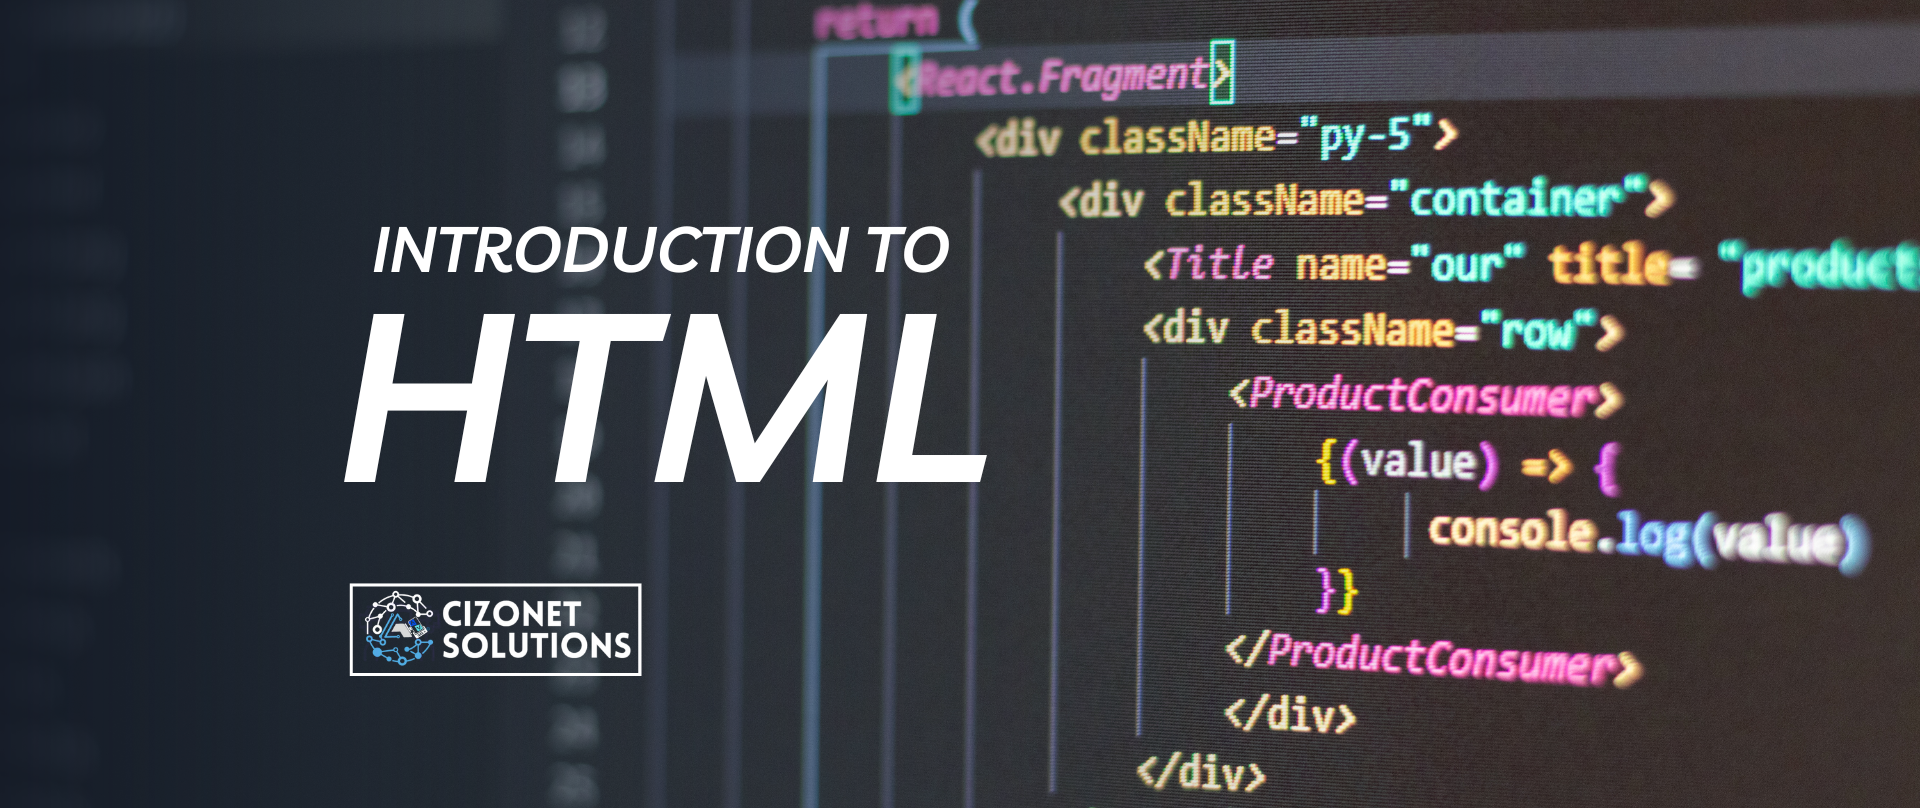 INTRODUCTION TO
HTML
CIZONET
SOLUTIONS
return (
<React.Fragment>
<div className="py-5">
<div className="container">
<Title name="our" title= "product
<div className="row">
<ProductConsumer>
{(value) => {
console.log(value)
}}
</ProductConsumer>
</div>
</div>